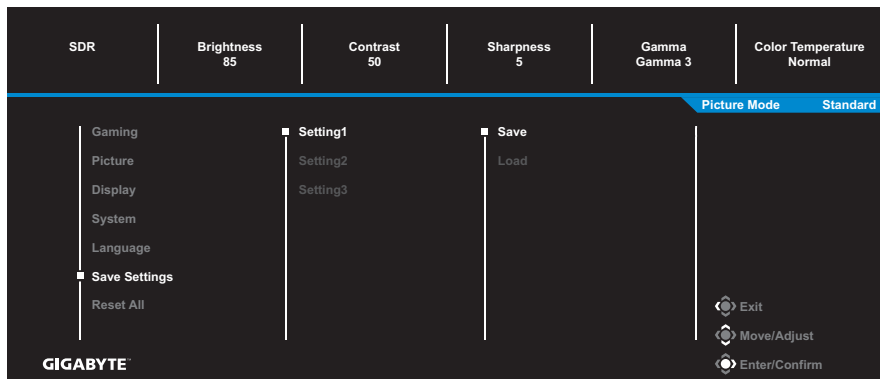 SDR Brightness Contrast Sharpness Gamma Color Temperature
85 50 5 Gamma 3 Normal
Picture Mode Standard
Gaming Setting1 Save
Picture Setting2 Load
Display Setting3
System
Language
Save Settings
Reset All Exit
Move/Adjust
GIGABYTE™ Enter/Confirm